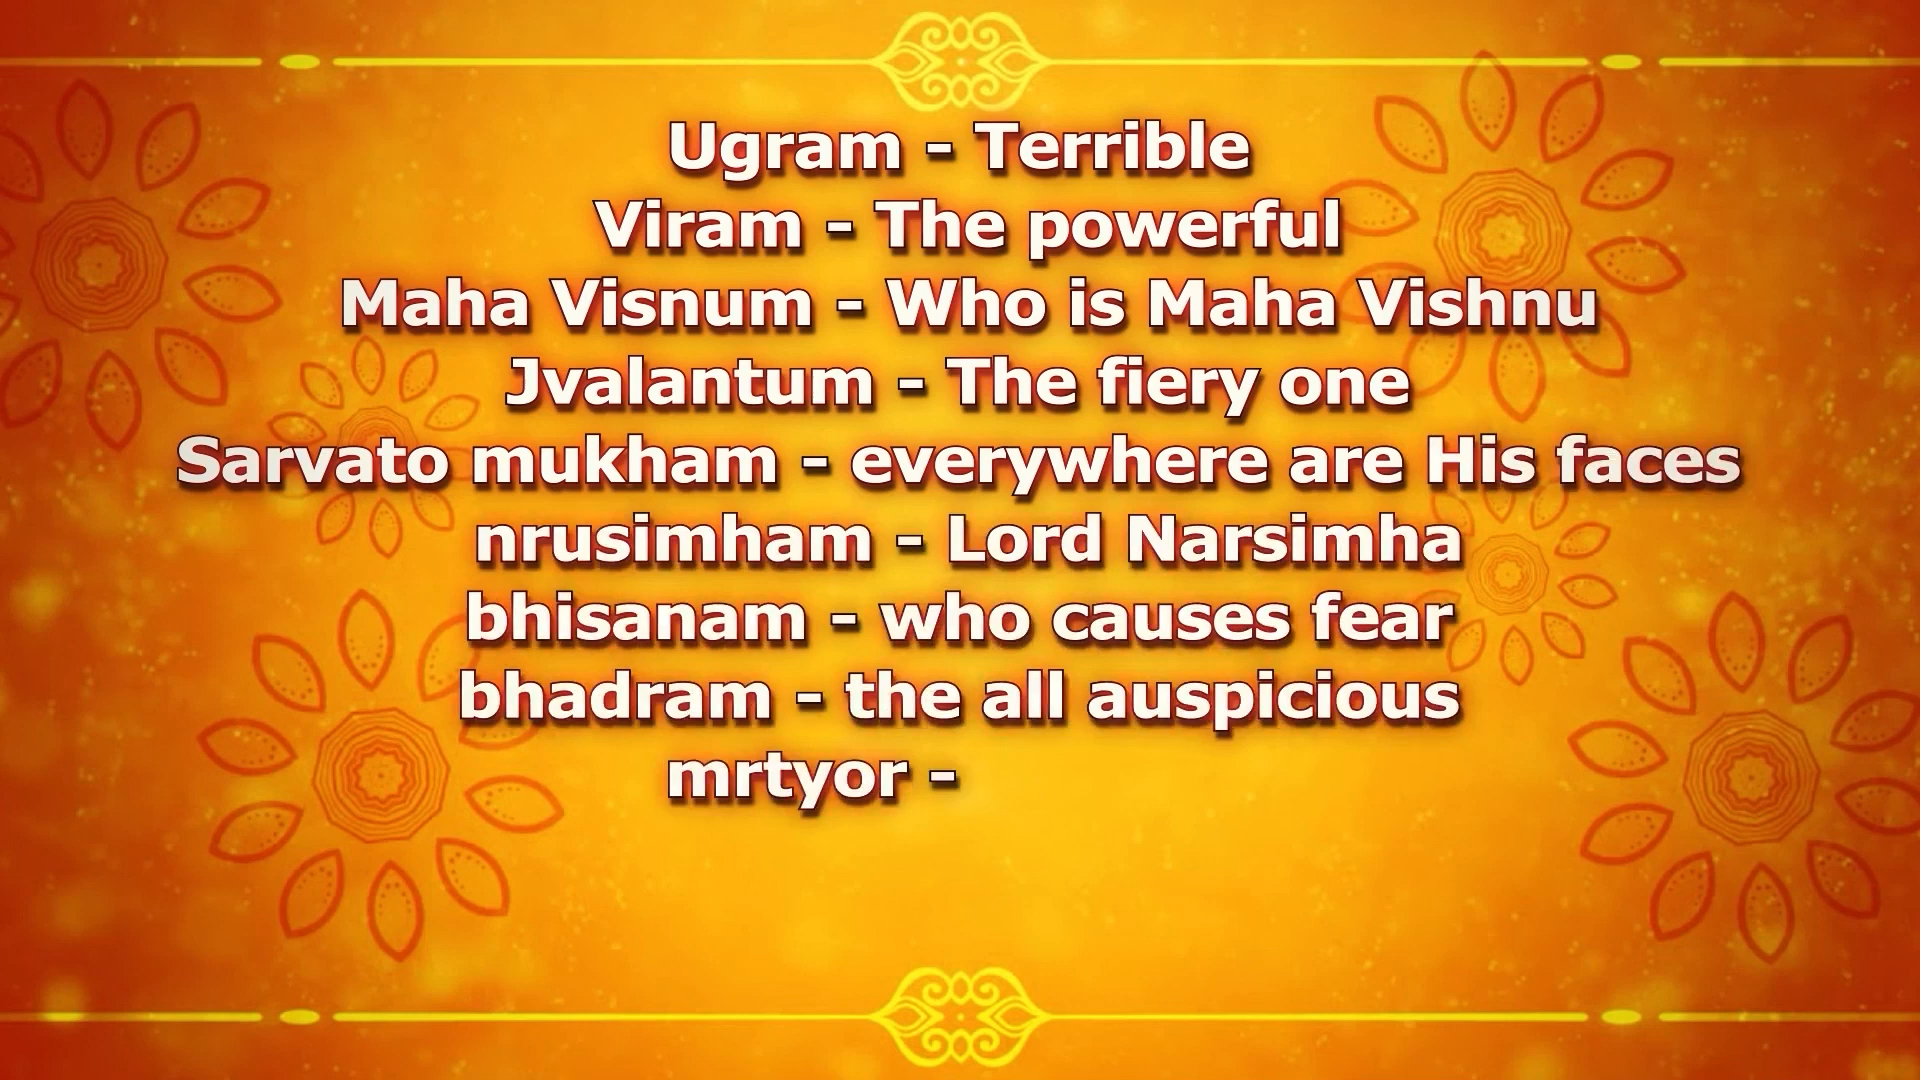 Ugram - Terrible
Viram - The powerful
Maha Visnum - Who is Maha Vishnu
Jvalantum - The fiery one
Sarvato mukham - everywhere are His faces
nrusimham - Lord Narsimha
bhisanam - who causes fear
bhadram - the all auspicious
mrtyor -